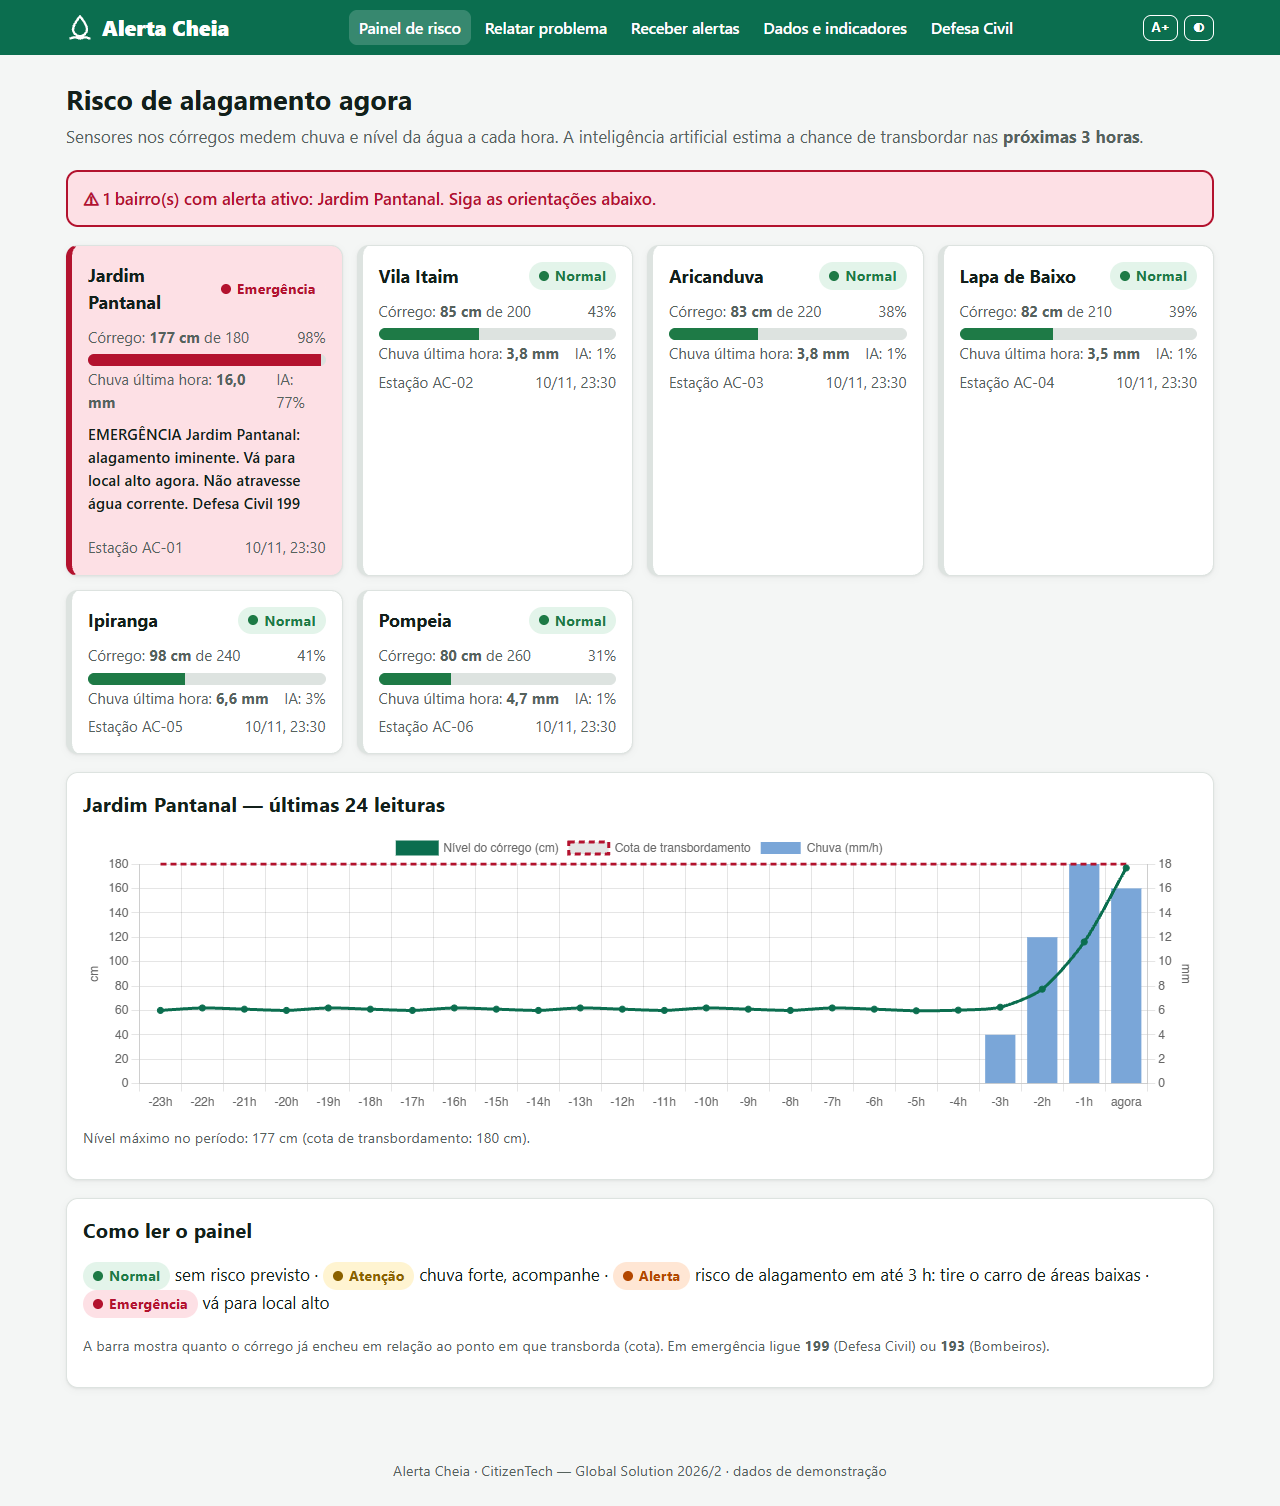 Alerta Cheia
Painel de risco
Relatar problema
Receber alertas
Dados e indicadores
Defesa Civil
A+
Risco de alagamento agora
Sensores nos córregos medem chuva e nível da água a cada hora. A inteligência artificial estima a chance de transbordar nas próximas 3 horas.
⚠ 1 bairro(s) com alerta ativo: Jardim Pantanal. Siga as orientações abaixo.
Jardim
Pantanal
Emergência
Córrego: 177 cm de 180 98%
Chuva última hora: 16,0
mm
IA:
77%
EMERGÊNCIA Jardim Pantanal:
alagamento iminente. Vá para
local alto agora. Não atravesse
água corrente. Defesa Civil 199
Estação AC-01 10/11, 23:30
Vila Itaim Normal
Córrego: 85 cm de 200 43%
Chuva última hora: 3,8 mm IA: 1%
Estação AC-02 10/11, 23:30
Aricanduva Normal
Córrego: 83 cm de 220 38%
Chuva última hora: 3,8 mm IA: 1%
Estação AC-03 10/11, 23:30
Lapa de Baixo Normal
Córrego: 82 cm de 210 39%
Chuva última hora: 3,5 mm IA: 1%
Estação AC-04 10/11, 23:30
Ipiranga Normal
Córrego: 98 cm de 240 41%
Chuva última hora: 6,6 mm IA: 3%
Estação AC-05 10/11, 23:30
Pompeia Normal
Córrego: 80 cm de 260 31%
Chuva última hora: 4,7 mm IA: 1%
Estação AC-06 10/11, 23:30
Jardim Pantanal — últimas 24 leituras
Nível do córrego (cm) Cota de transbordamento Chuva (mm/h)
180
160
140
120
100
80
60
40
20
0
cm
18
16
14
12
10
8
6
4
2
0
mm
-23h -22h -21h -20h -19h -18h -17h -16h -15h -14h -13h -12h -11h -10h -9h -8h -7h -6h -5h -4h -3h -2h -1h agora
Nível máximo no período: 177 cm (cota de transbordamento: 180 cm).
Como ler o painel
Normal sem risco previsto · Atenção chuva forte, acompanhe · Alerta risco de alagamento em até 3 h: tire o carro de áreas baixas ·
Emergência vá para local alto
A barra mostra quanto o córrego já encheu em relação ao ponto em que transborda (cota). Em emergência ligue 199 (Defesa Civil) ou 193 (Bombeiros).
Alerta Cheia · CitizenTech — Global Solution 2026/2 · dados de demonstração